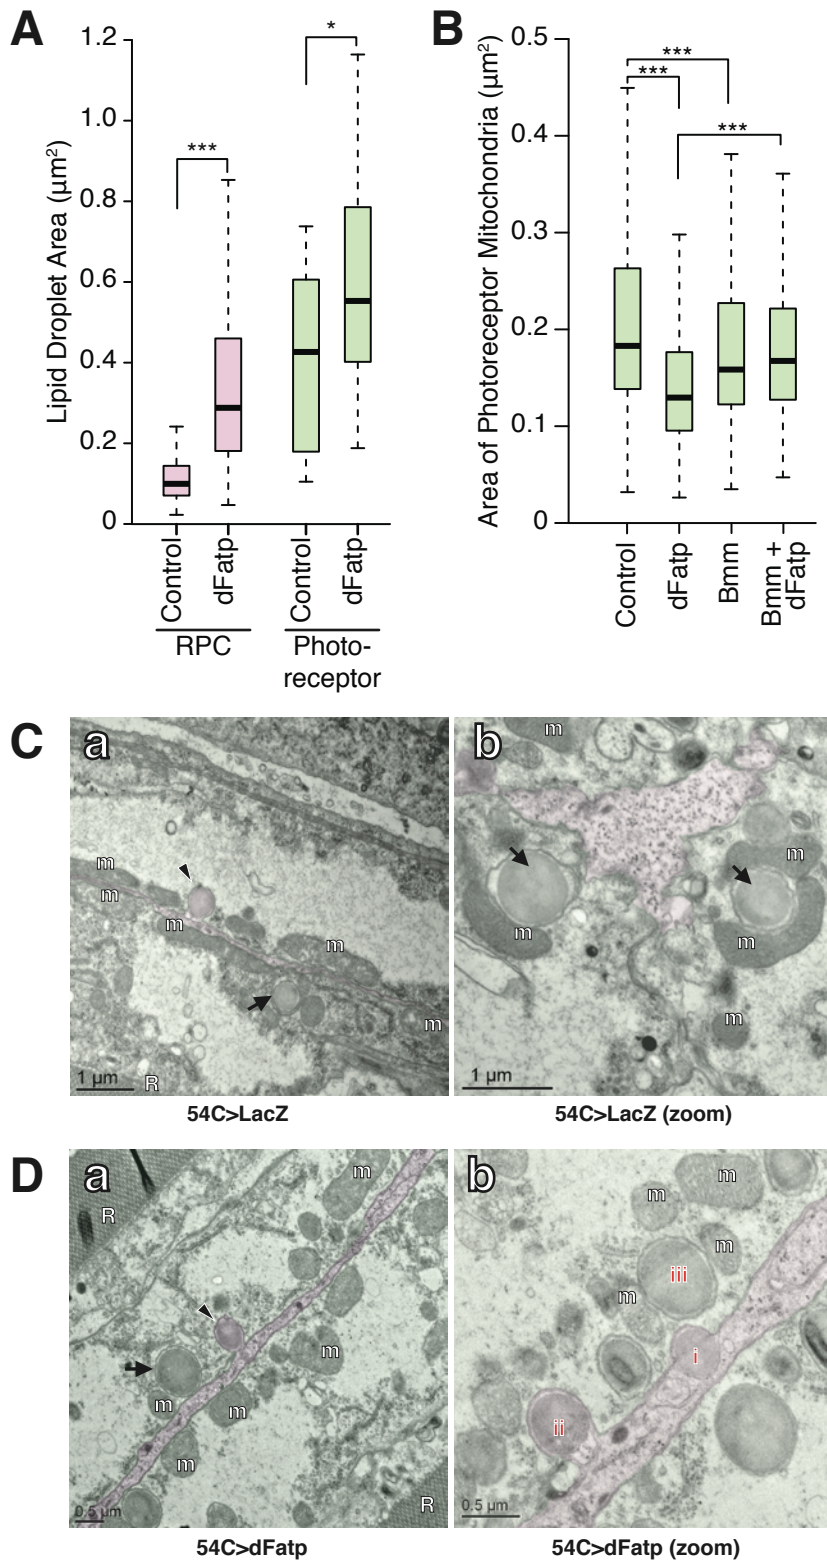 A
B
Lipid Droplet Area (μm²)
1.2
1.0
0.8
0.6
0.4
0.2
0
***
*
Control
dFatp
Control
dFatp
RPC
Photo-
receptor
Area of Photoreceptor Mitochondria (μm²)
0.5
0.4
0.3
0.2
0.1
0
***
***
***
Control
dFatp
Bmm
Bmm +
dFatp
C
a
m
m
m
m
m
R
1 μm
b
m
m
m
m
m
1 μm
54C>LacZ
54C>LacZ (zoom)
D
a
R
m
m
m
m
m
R
0.5 μm
b
m
m
m
m
iii
i
ii
0.5 μm
54C>dFatp
54C>dFatp (zoom)